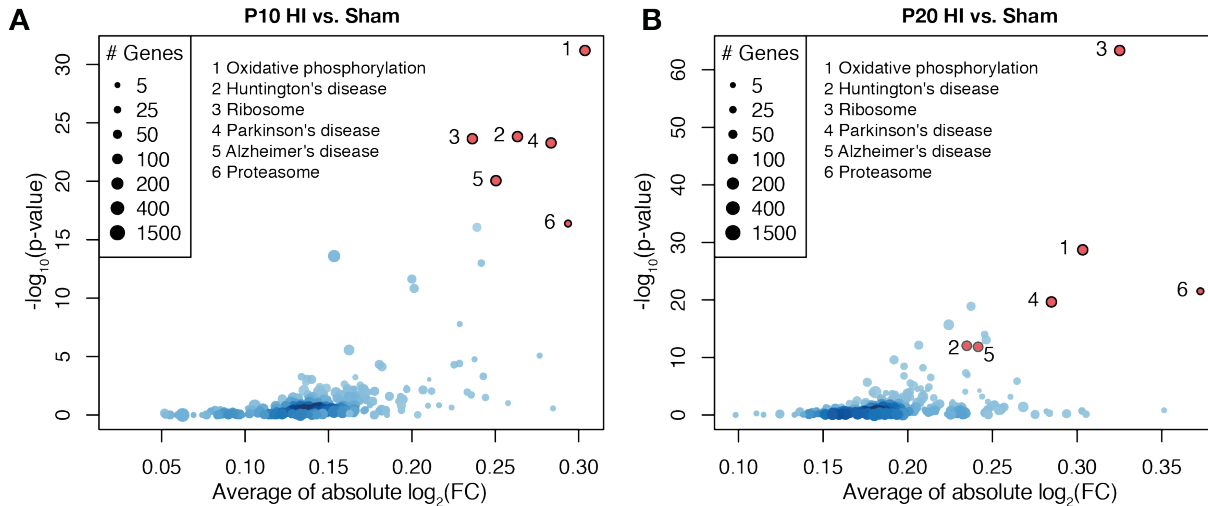 A
P10 HI vs. Sham
# Genes
5
25
50
100
200
400
1500
1 Oxidative phosphorylation
2 Huntington's disease
3 Ribosome
4 Parkinson's disease
5 Alzheimer's disease
6 Proteasome
1
3
2
4
5
6
-log10(p-value)
30
25
20
15
10
5
0
0.05 0.10 0.15 0.20 0.25 0.30
Average of absolute log2(FC)
B
P20 HI vs. Sham
# Genes
5
25
50
100
200
400
1500
1 Oxidative phosphorylation
2 Huntington's disease
3 Ribosome
4 Parkinson's disease
5 Alzheimer's disease
6 Proteasome
3
1
6
4
2
5
-log10(p-value)
60
50
40
30
20
10
0
0.10 0.15 0.20 0.25 0.30 0.35
Average of absolute log2(FC)